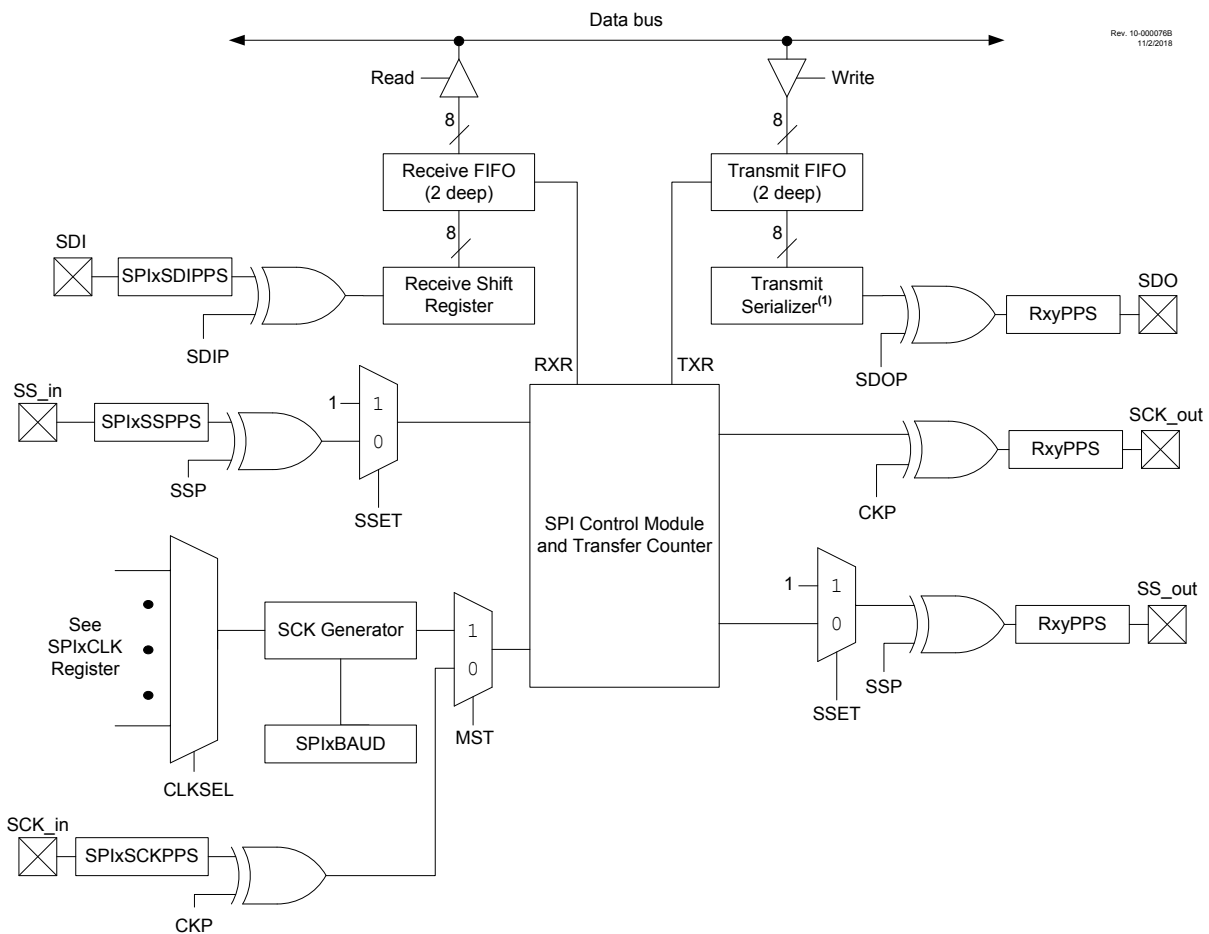 Data bus
Rev. 10-000076B
11/2/2018
Read
Write
8
8
Receive FIFO
(2 deep)
Transmit FIFO
(2 deep)
8
8
SDI
SPIxSDIPPS
SDIP
Receive Shift
Register
Transmit
Serializer(1)
SDOP
RxyPPS
SDO
RXR
TXR
SS_in
SPIxSSPPS
SSP
1
1
0
SSET
SPI Control Module
and Transfer Counter
CKP
RxyPPS
SCK_out
See
SPIxCLK
Register
CLKSEL
SCK Generator
SPIxBAUD
1
0
MST
1
1
0
SSET
SSP
RxyPPS
SS_out
SCK_in
SPIxSCKPPS
CKP